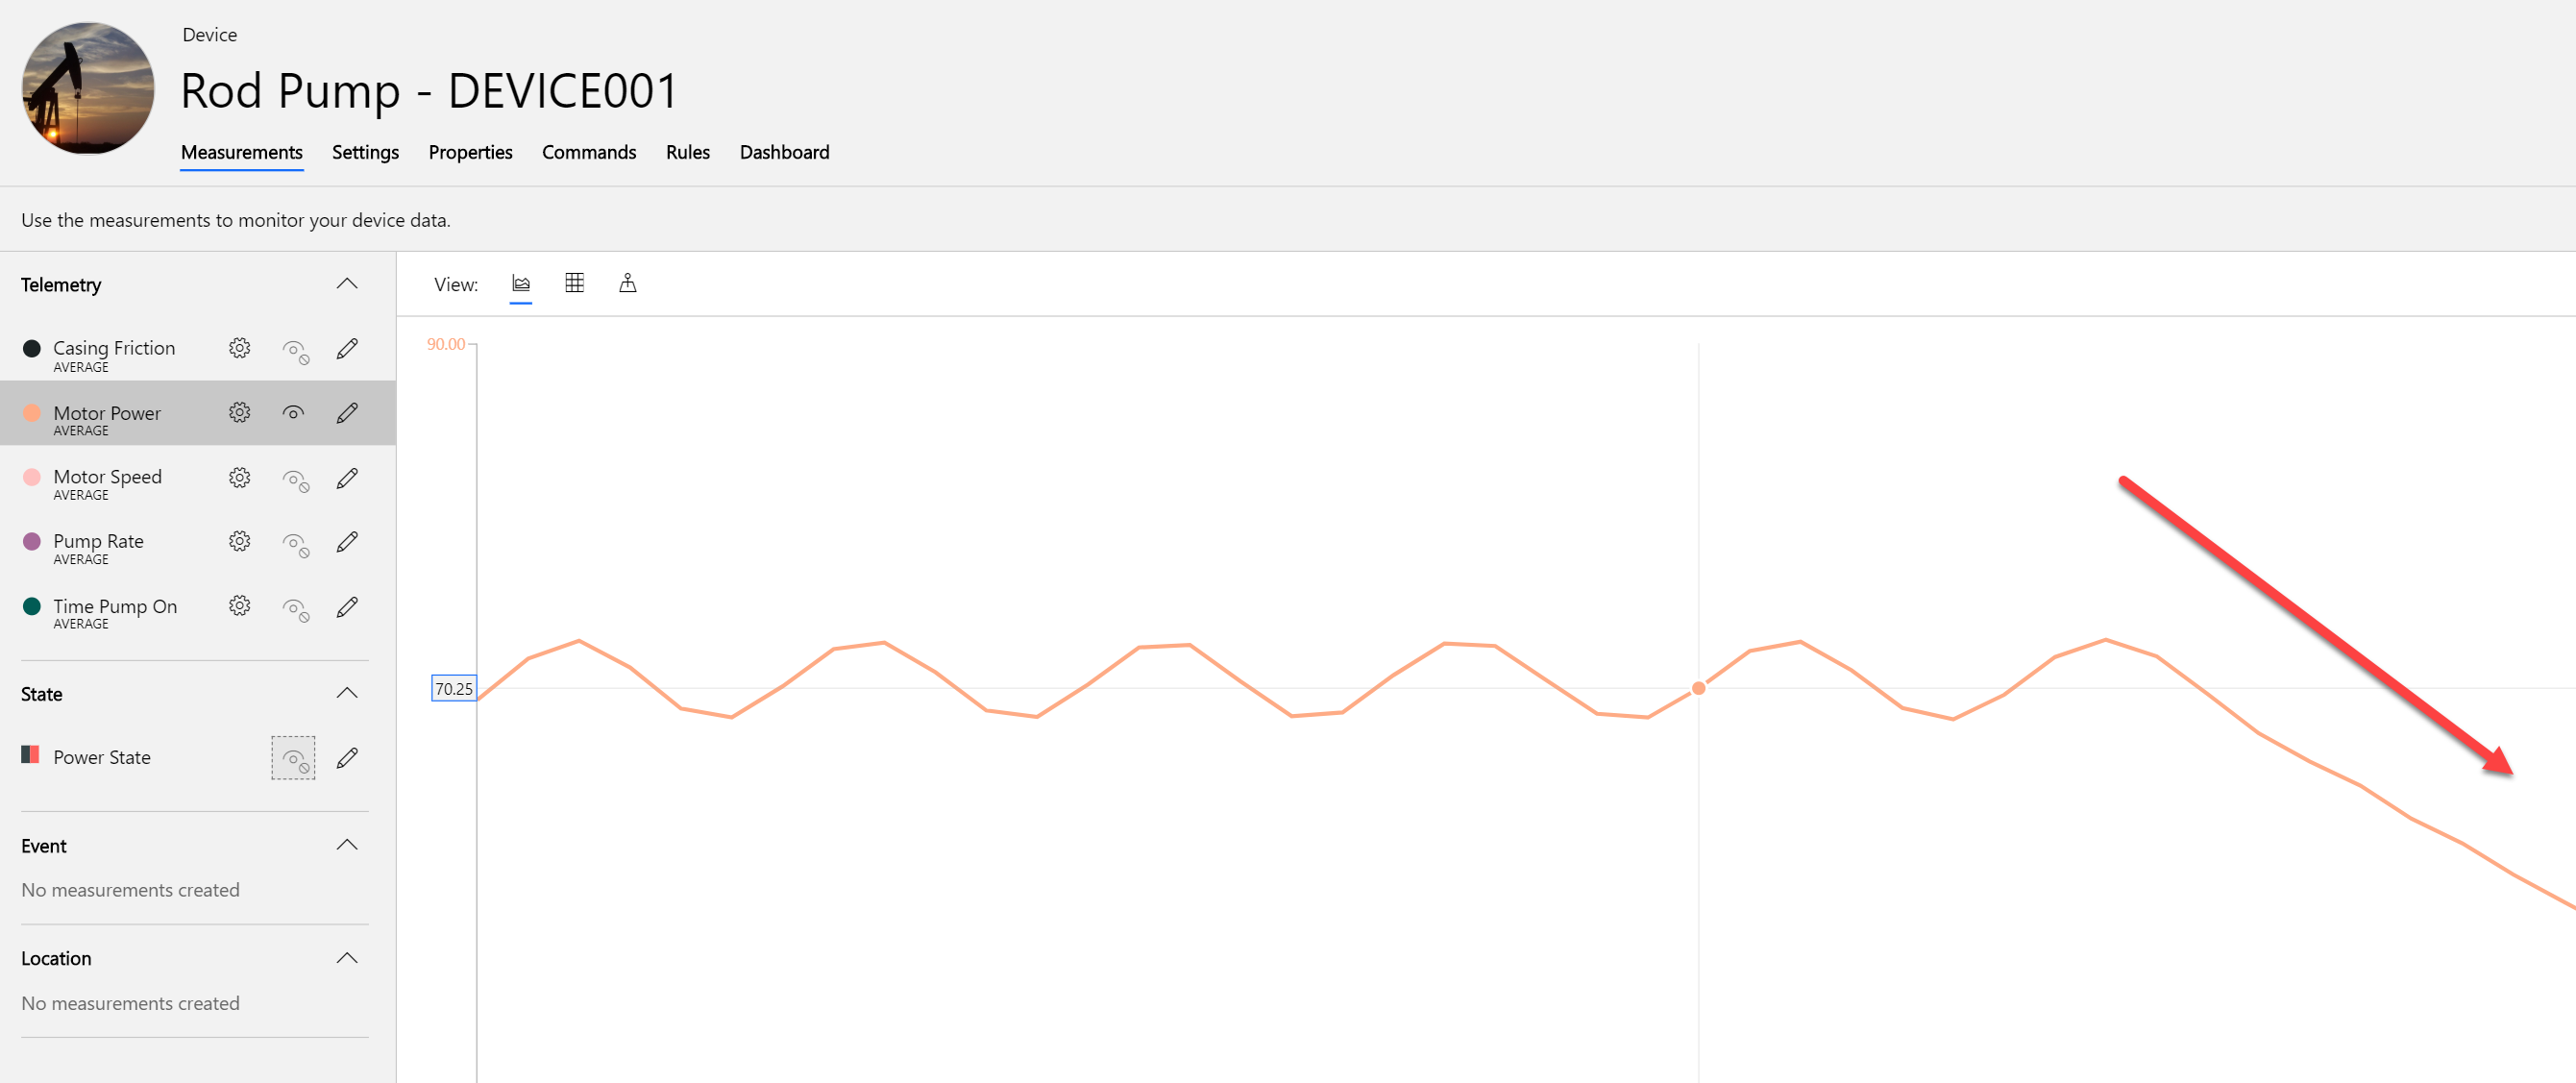 Device
Rod Pump - DEVICE001
Measurements Settings Properties Commands Rules Dashboard
Use the measurements to monitor your device data.
Telemetry
Casing Friction
AVERAGE
Motor Power
AVERAGE
Motor Speed
AVERAGE
Pump Rate
AVERAGE
Time Pump On
AVERAGE
State
Power State
Event
No measurements created
Location
No measurements created
View:
90.00
70.25